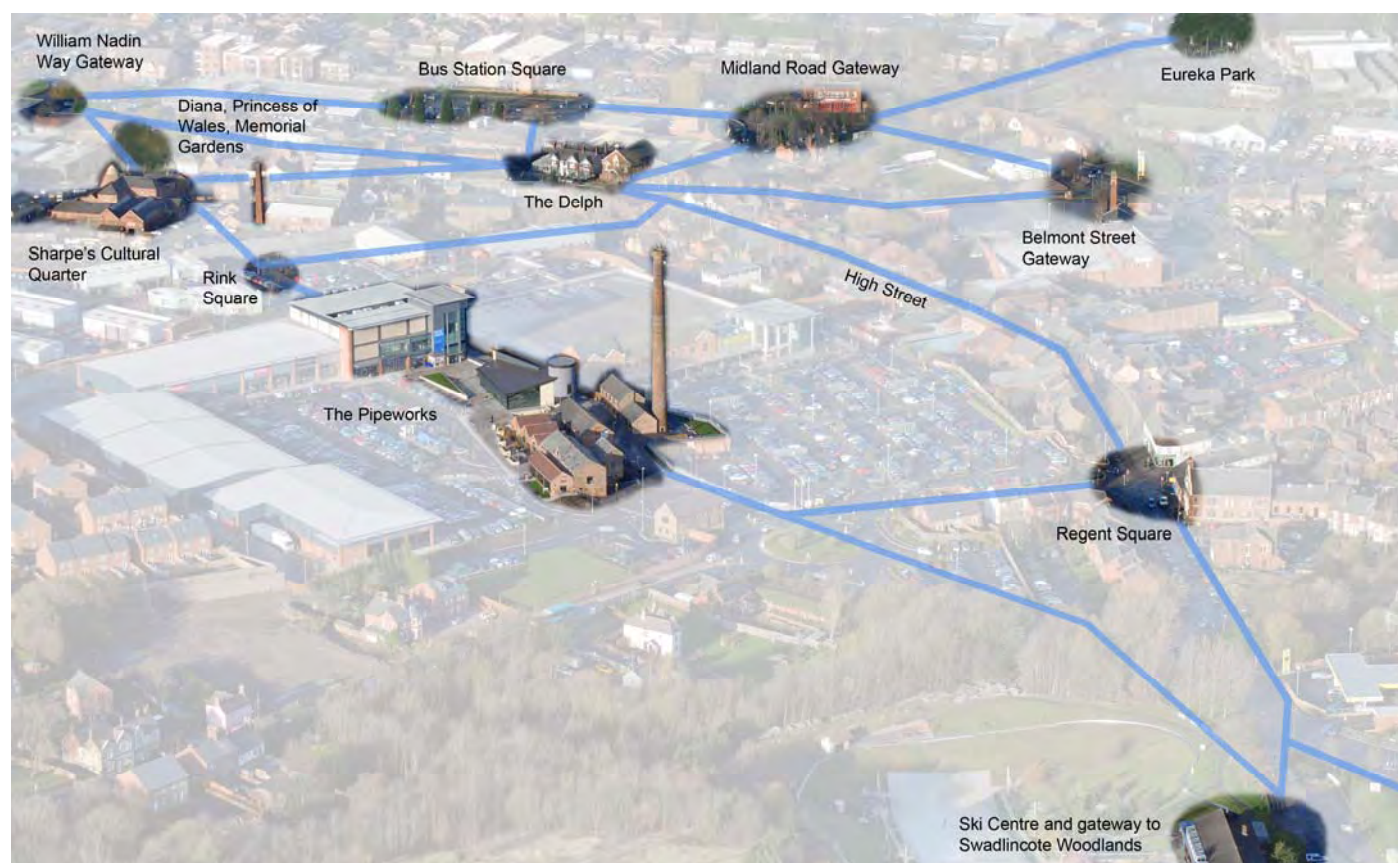 William Nadin
Way Gateway
Bus Station Square
Midland Road Gateway
Eureka Park
Diana, Princess of
Wales, Memorial
Gardens
The Delph
Sharpe's Cultural
Quarter
Rink
Square
Belmont Street
Gateway
High Street
The Pipeworks
Regent Square
Ski Centre and gateway to
Swadlincote Woodlands